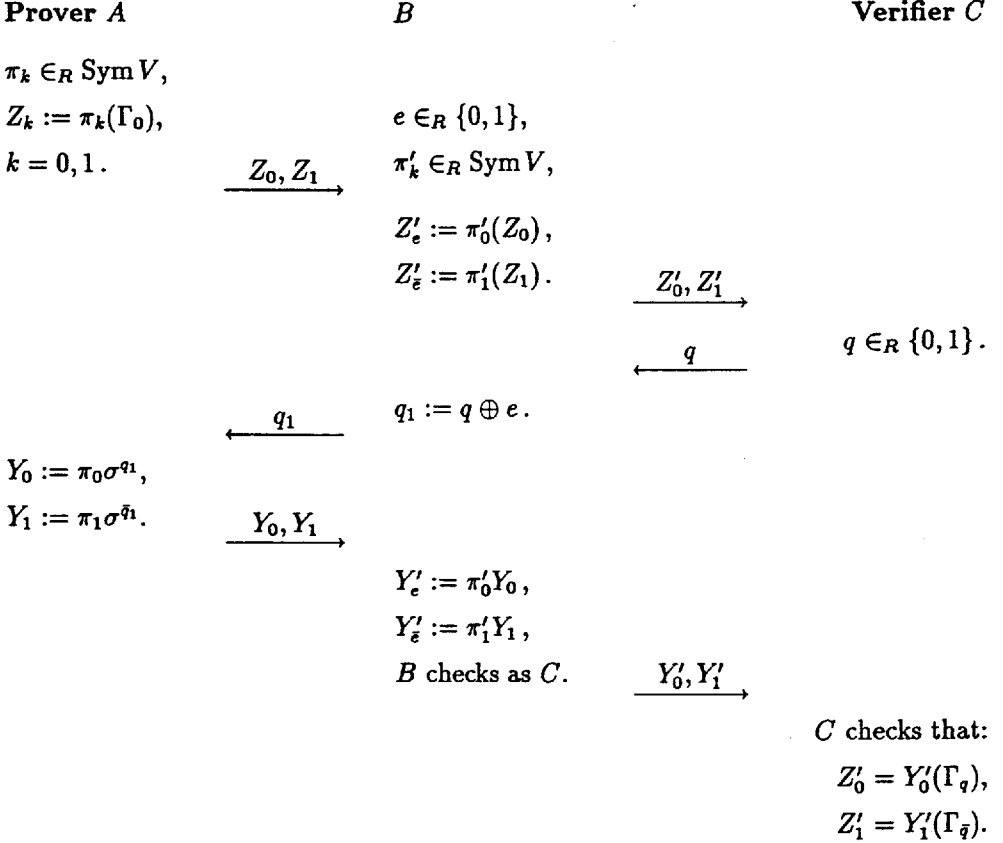 Prover A B Verifier C
π_k ∈_R Sym V,
Z_k := π_k(Γ_0), e ∈_R {0, 1},
k = 0, 1. Z_0, Z_1 π′_k ∈_R Sym V,
Z′_e := π′_0(Z_0),
Z′_ē := π′_1(Z_1). Z′_0, Z′_1
q ∈_R {0, 1}.
q
q_1 q_1 := q ⊕ e.
Y_0 := π_0σ^{q_1},
Y_1 := π_1σ^{q̄_1}. Y_0, Y_1
Y′_e := π′_0Y_0,
Y′_ē := π′_1Y_1,
B checks as C. Y′_0, Y′_1
C checks that:
Z′_0 = Y′_0(Γ_q),
Z′_1 = Y′_1(Γ_q̄).